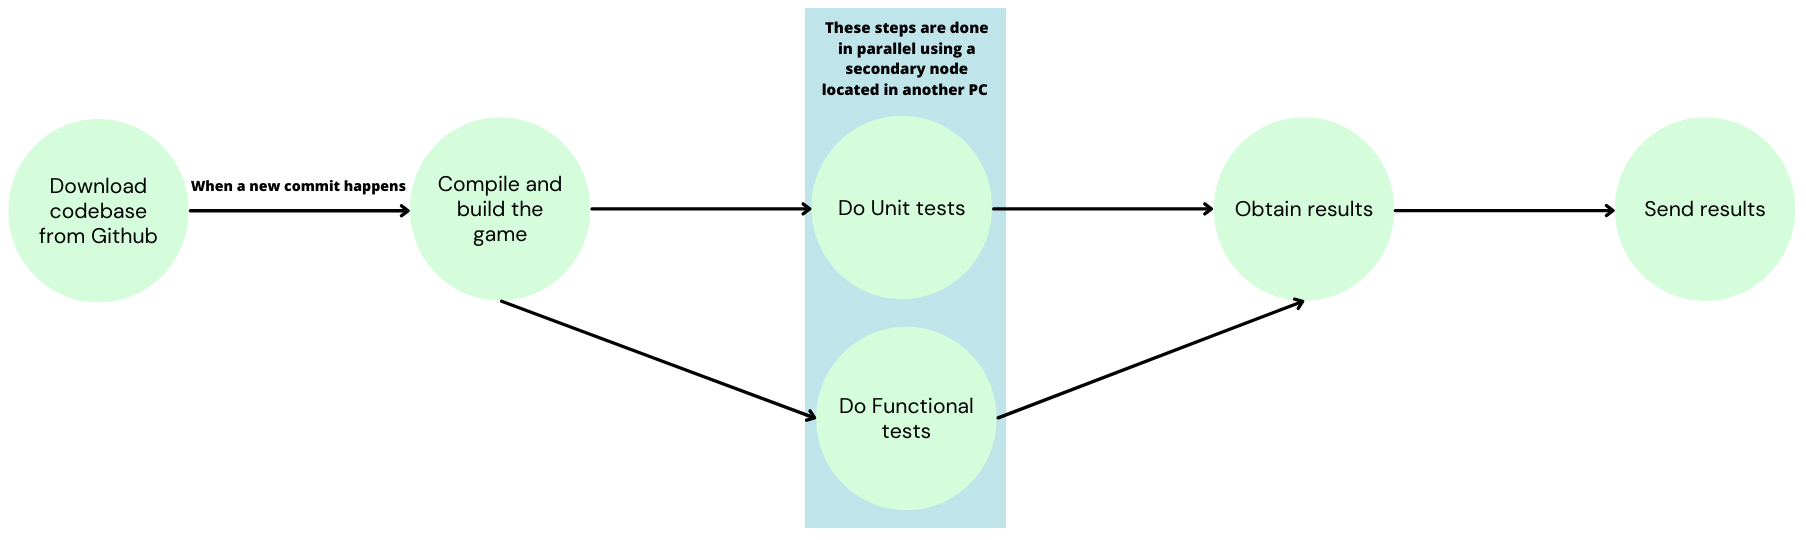 These steps are done
in parallel using a
secondary node
located in another PC
Download
codebase
from Github
When a new commit happens
Compile and
build the
game
Do Unit tests
Do Functional
tests
Obtain results
Send results